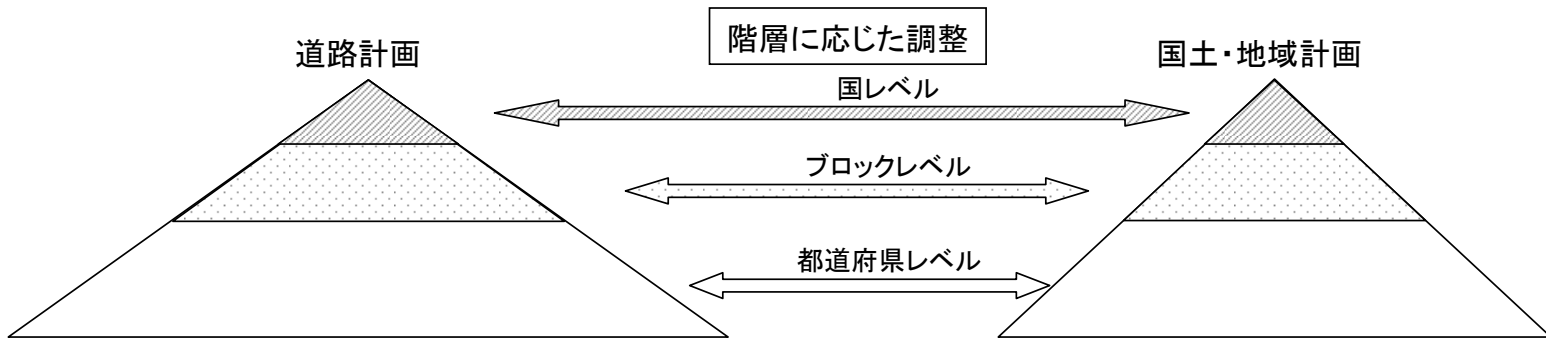 階層に応じた調整
道路計画
国土・地域計画
国レベル
ブロックレベル
都道府県レベル